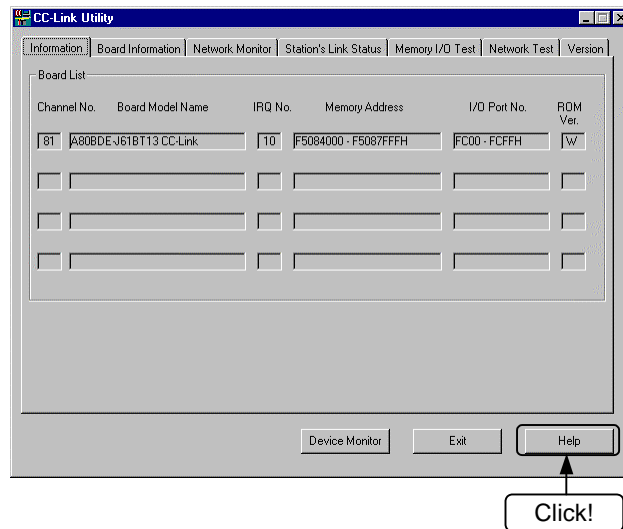 CC-Link Utility
Information Board Information Network Monitor Station's Link Status Memory I/O Test Network Test Version
Board List
Channel No. Board Model Name IRQ No. Memory Address I/O Port No. ROM Ver.
81 A80BDE-J61BT13 CC-Link 10 F5084000 - F5087FFFH FC00 - FCFFH W
Device Monitor Exit Help
Click!